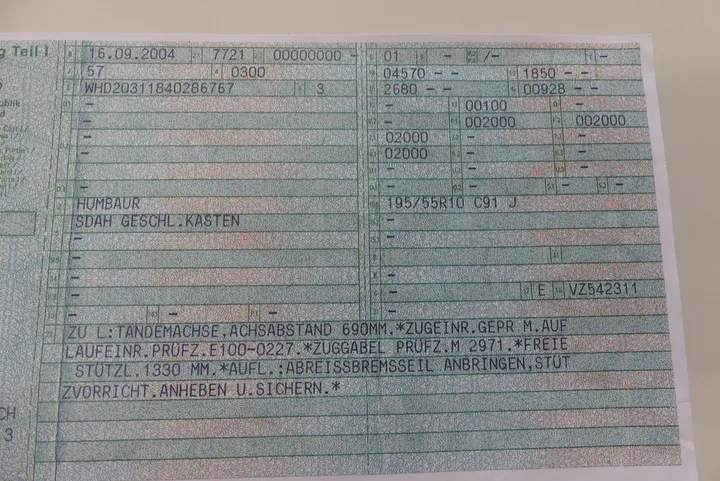 g Teil I
16.09.2004 7721 00000000 - 01 - -/- -
57 0300 04570 - - 1850 - -
WHD20311840286767 3 2680 - - 00928 - -
- - 00100 -
- - 002000 002000
- 02000 - -
- 02000 - -
- - - -
- - - - -
HUMBAUR 195/55R10 C91 J
SDAH GESCHL.KASTEN -
- -
- - -
- -
- - E VZ542311
- - - -
ZU L:TANDEMACHSE,ACHSABSTAND 690MM.*ZUGEINR.GEPR M.AUF
LAUFEINR.PRÜFZ.E100-0227.*ZUGGABEL PRÜFZ.M 2971.*FREIE
STÜTZL.1330 MM.*AUFL.:ABREISSBREMSSEIL ANBRINGEN,STÜT
ZVORRICHT.ANHEBEN U.SICHERN.*
CH
3